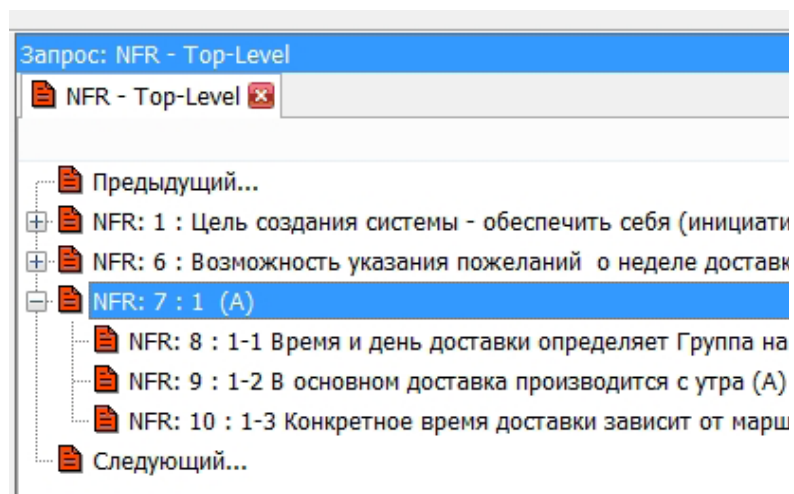 Запрос: NFR - Top-Level
NFR - Top-Level
Предыдущий...
NFR: 1 : Цель создания системы - обеспечить себя (инициати
NFR: 6 : Возможность указания пожеланий о неделе доставк
NFR: 7 : 1 (A)
NFR: 8 : 1-1 Время и день доставки определяет Группа на
NFR: 9 : 1-2 В основном доставка производится с утра (A)
NFR: 10 : 1-3 Конкретное время доставки зависит от марш
Следующий...